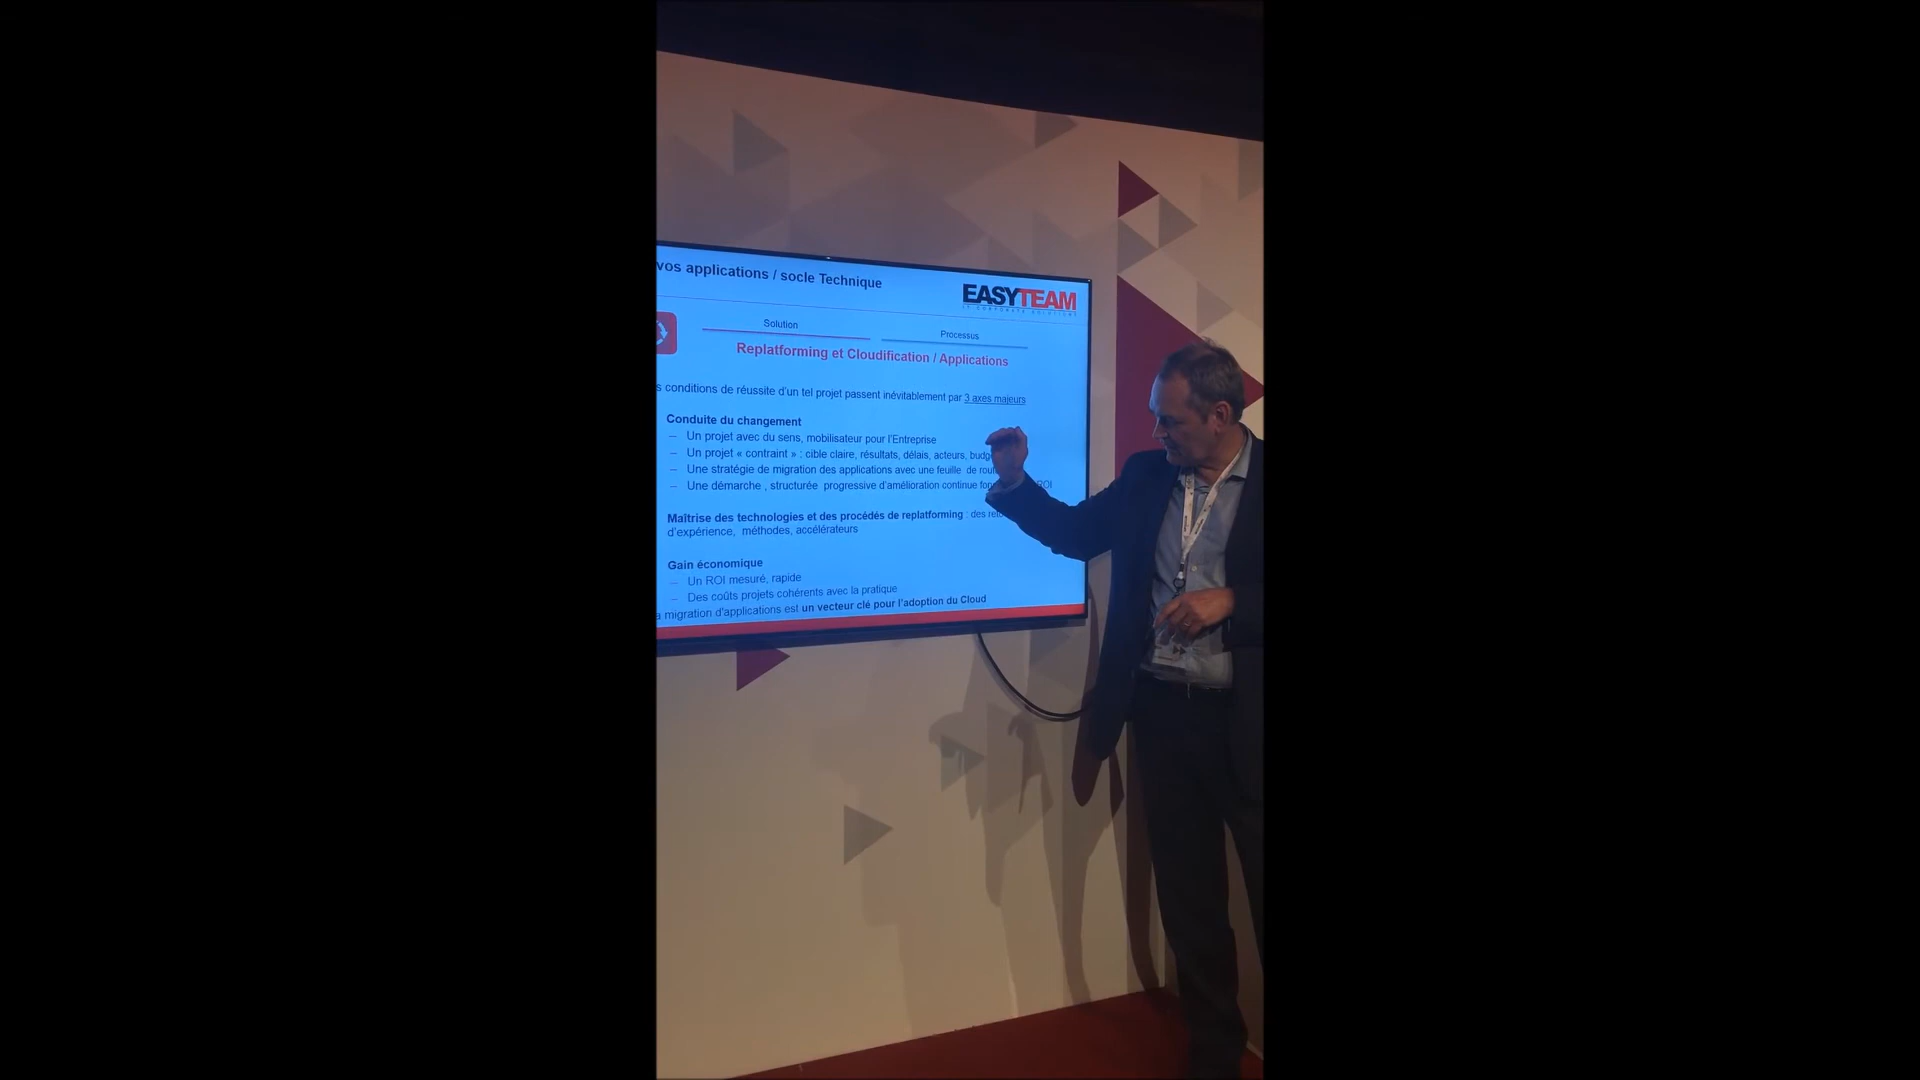 vos applications / socle Technique
EASYTEAM
Solution
Processus
Replatforming et Cloudification / Applications
conditions de réussite d'un tel projet passent inévitablement par 3 axes majeurs
Conduite du changement
– Un projet avec du sens, mobilisateur pour l'Entreprise
– Un projet « contraint » : cible claire, résultats, délais, acteurs,
– Une stratégie de migration des applications avec une feuille de
– Une démarche , structurée progressive d'amélioration continue ROI
Maîtrise des technologies et des procédés de replatforming : des
d'expérience, méthodes, accélérateurs
Gain économique
– Un ROI mesuré, rapide
– Des coûts projets cohérents avec la pratique
migration d'applications est un vecteur clé pour l'adoption du Cloud